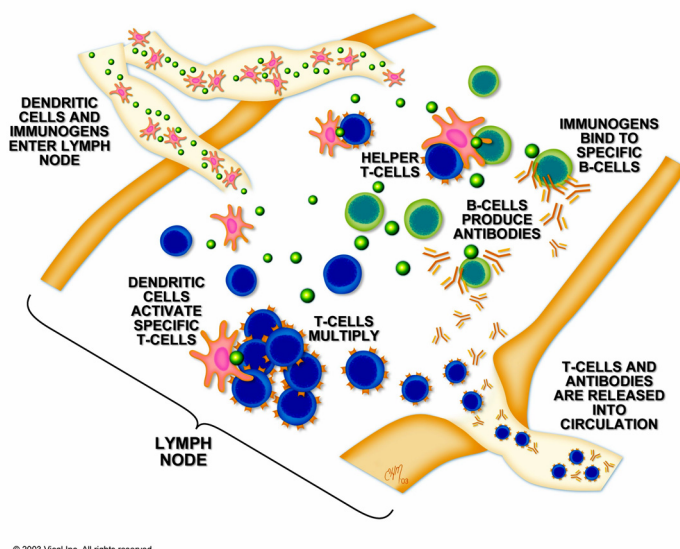 DENDRITIC
CELLS AND
IMMUNOGENS
ENTER LYMPH
NODE
HELPER
T-CELLS
IMMUNOGENS
BIND TO
SPECIFIC
B-CELLS
B-CELLS
PRODUCE
ANTIBODIES
DENDRITIC
CELLS
ACTIVATE
SPECIFIC
T-CELLS
T-CELLS
MULTIPLY
T-CELLS AND
ANTIBODIES
ARE RELEASED
INTO
CIRCULATION
LYMPH
NODE